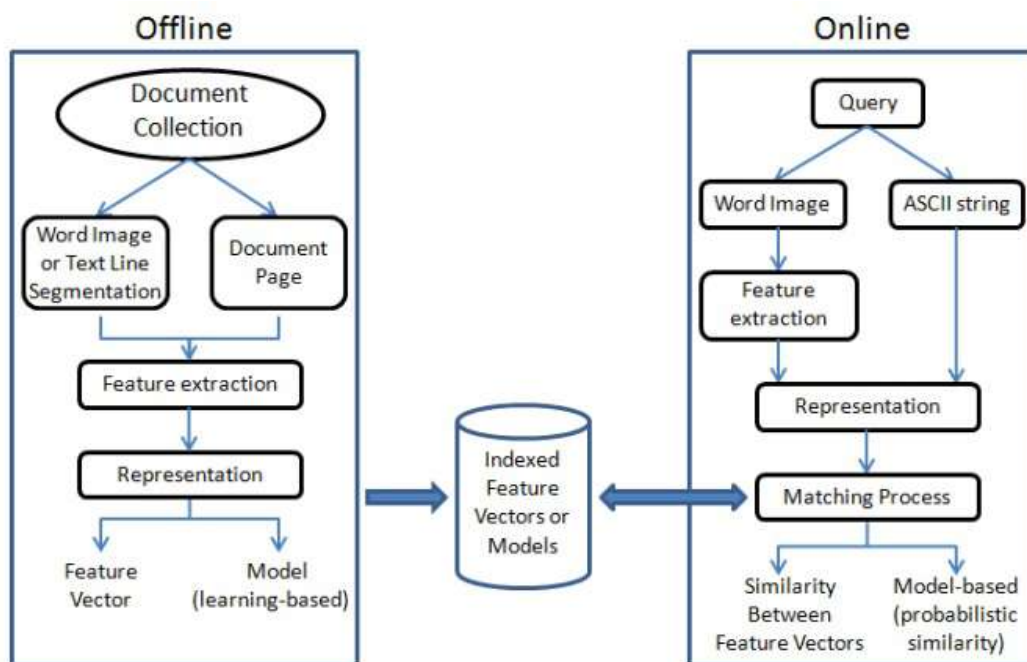 Offline
Document
Collection
Word Image
or Text Line
Segmentation
Document
Page
Feature extraction
Representation
Feature
Vector
Model
(learning-based)
Indexed
Feature
Vectors or
Models
Online
Query
Word Image
ASCII string
Feature
extraction
Representation
Matching Process
Similarity
Between
Feature Vectors
Model-based
(probabilistic
similarity)